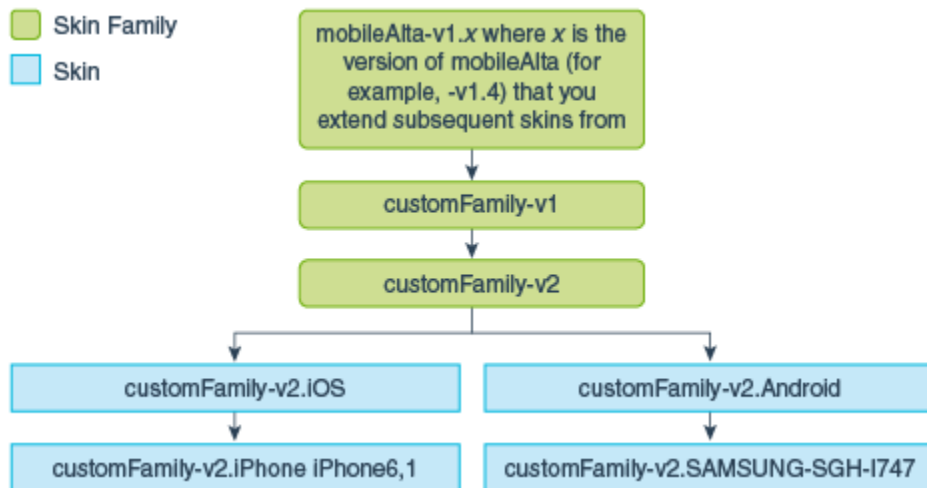 Skin Family
Skin
mobileAlta-v1.x where x is the
version of mobileAlta (for
example, -v1.4) that you
extend subsequent skins from
customFamily-v1
customFamily-v2
customFamily-v2.iOS
customFamily-v2.Android
customFamily-v2.iPhone iPhone6,1
customFamily-v2.SAMSUNG-SGH-I747